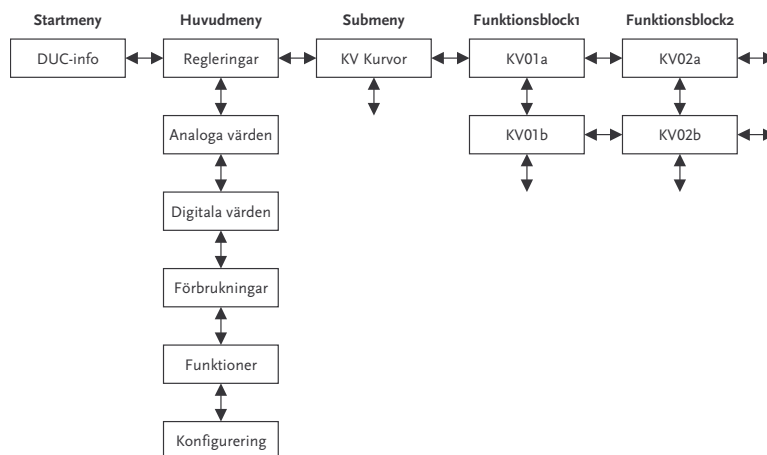 Startmeny Huvudmeny Submeny Funktionsblock1 Funktionsblock2
DUC-info Regleringar KV Kurvor KV01a KV02a
Analoga värden KV01b KV02b
Digitala värden
Förbrukningar
Funktioner
Konfigurering